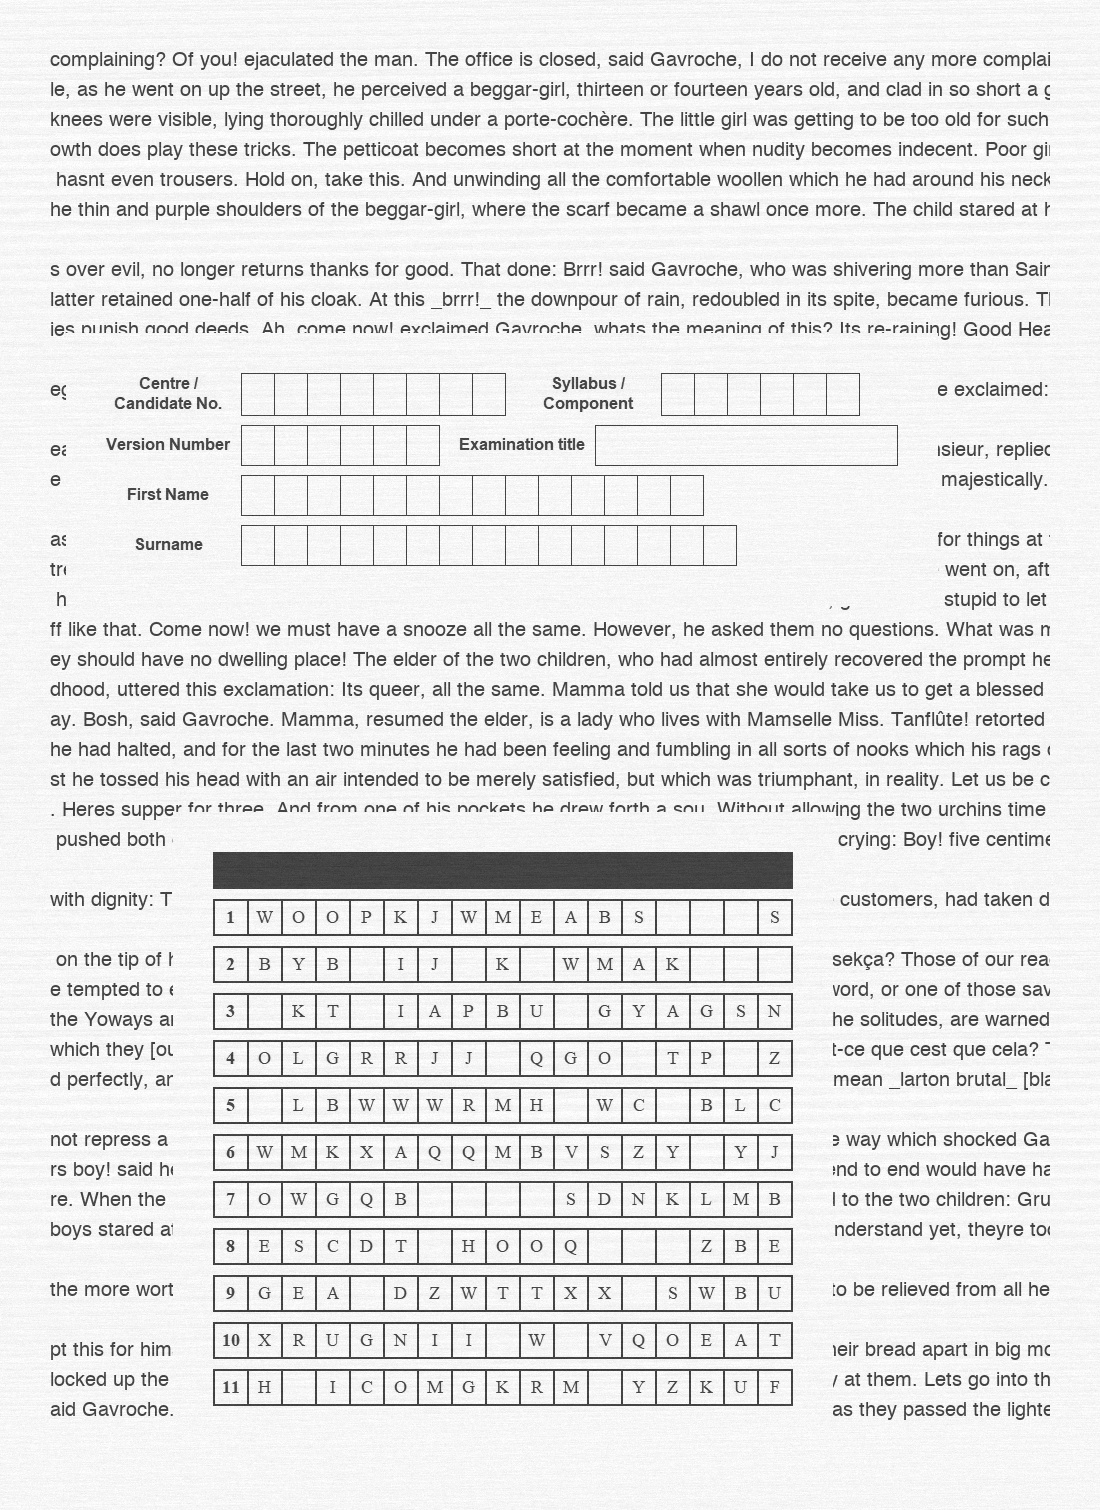 complaining? Of you! ejaculated the man. The office is closed, said Gavroche, I do not receive any more complai
le, as he went on up the street, he perceived a beggar-girl, thirteen or fourteen years old, and clad in so short a g
knees were visible, lying thoroughly chilled under a porte-cochère. The little girl was getting to be too old for such
owth does play these tricks. The petticoat becomes short at the moment when nudity becomes indecent. Poor gi
hasnt even trousers. Hold on, take this. And unwinding all the comfortable woollen which he had around his neck
he thin and purple shoulders of the beggar-girl, where the scarf became a shawl once more. The child stared at
s over evil, no longer returns thanks for good. That done: Brrr! said Gavroche, who was shivering more than Sain
latter retained one-half of his cloak. At this _brrr!_ the downpour of rain, redoubled in its spite, became furious. T
ies punish good deeds. Ah, come now! exclaimed Gavroche, whats the meaning of this? Its re-raining! Good Hea
e exclaimed:
Centre / Candidate No. Syllabus / Component
ea nsieur, replied
Version Number Examination title
e majestically.
First Name
as for things at
Surname
tre went on, aft
h stupid to let
ff like that. Come now! we must have a snooze all the same. However, he asked them no questions. What was m
ey should have no dwelling place! The elder of the two children, who had almost entirely recovered the prompt he
dhood, uttered this exclamation: Its queer, all the same. Mamma told us that she would take us to get a blessed
ay. Bosh, said Gavroche. Mamma, resumed the elder, is a lady who lives with Mamselle Miss. Tanflûte! retorted
he had halted, and for the last two minutes he had been feeling and fumbling in all sorts of nooks which his rags
st he tossed his head with an air intended to be merely satisfied, but which was triumphant, in reality. Let us be c
. Heres supper for three. And from one of his pockets he drew forth a sou. Without allowing the two urchins time
pushed both crying: Boy! five centime
with dignity: T customers, had taken d
1 W O O P K J W M E A B S S
on the tip of h sekça? Those of our rea
2 B Y B I J K W M A K
e tempted to word, or one of those sav
3 K T I A P B U G Y A G S N
the Yoways an he solitudes, are warned
which they [ou t-ce que cest que cela?
4 O L G R R J J Q G O T P Z
d perfectly, an mean _larton brutal_ [bla
5 L B W W W R M H W C B L C
not repress a e way which shocked Ga
6 W M K X A Q Q M B V S Z Y Y J
rs boy! said he end to end would have ha
re. When the l to the two children: Gru
7 O W G Q B S D N K L M B
boys stared at nderstand yet, theyre too
8 E S C D T H O O Q Z B E
the more wort to be relieved from all he
9 G E A D Z W T T X X S W B U
10 X R U G N I I W V Q O E A T
pt this for him heir bread apart in big mo
locked up the y at them. Lets go into th
11 H I C O M G K R M Y Z K U F
aid Gavroche. as they passed the lighte